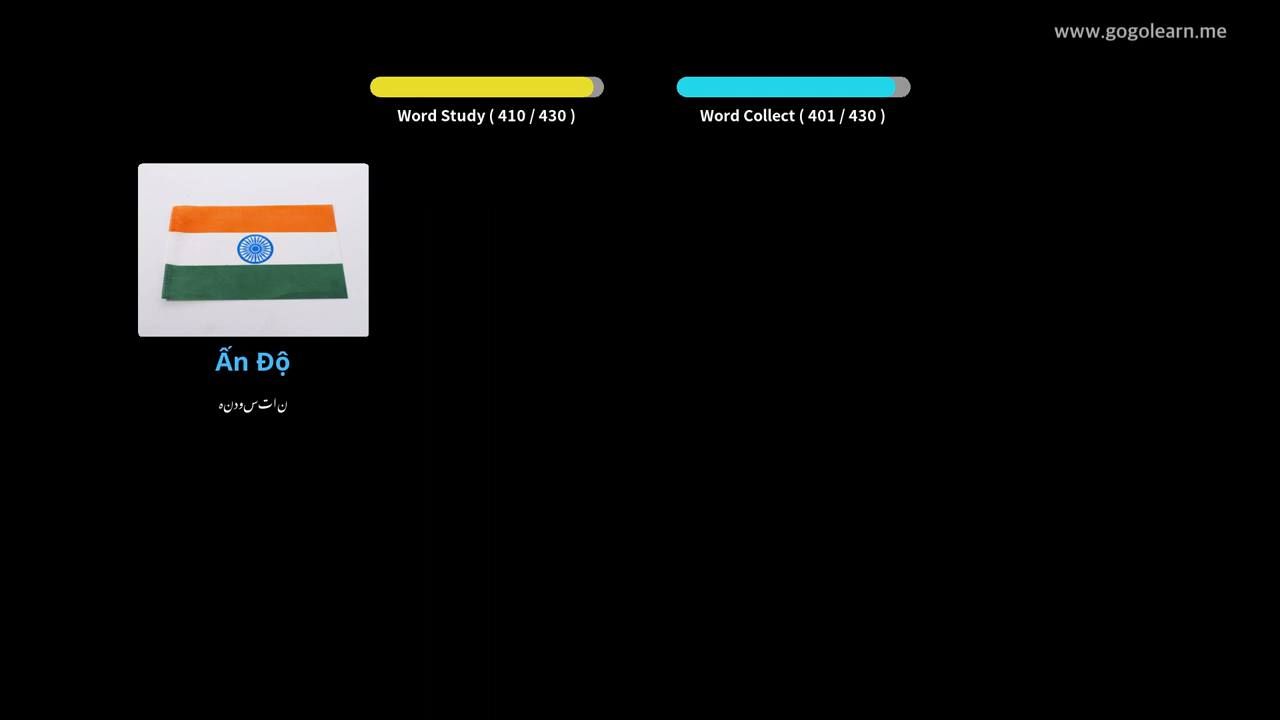 www.gogolearn.me
Word Study ( 410 / 430 )
Word Collect ( 401 / 430 )
Ấn Độ
ہندوستان